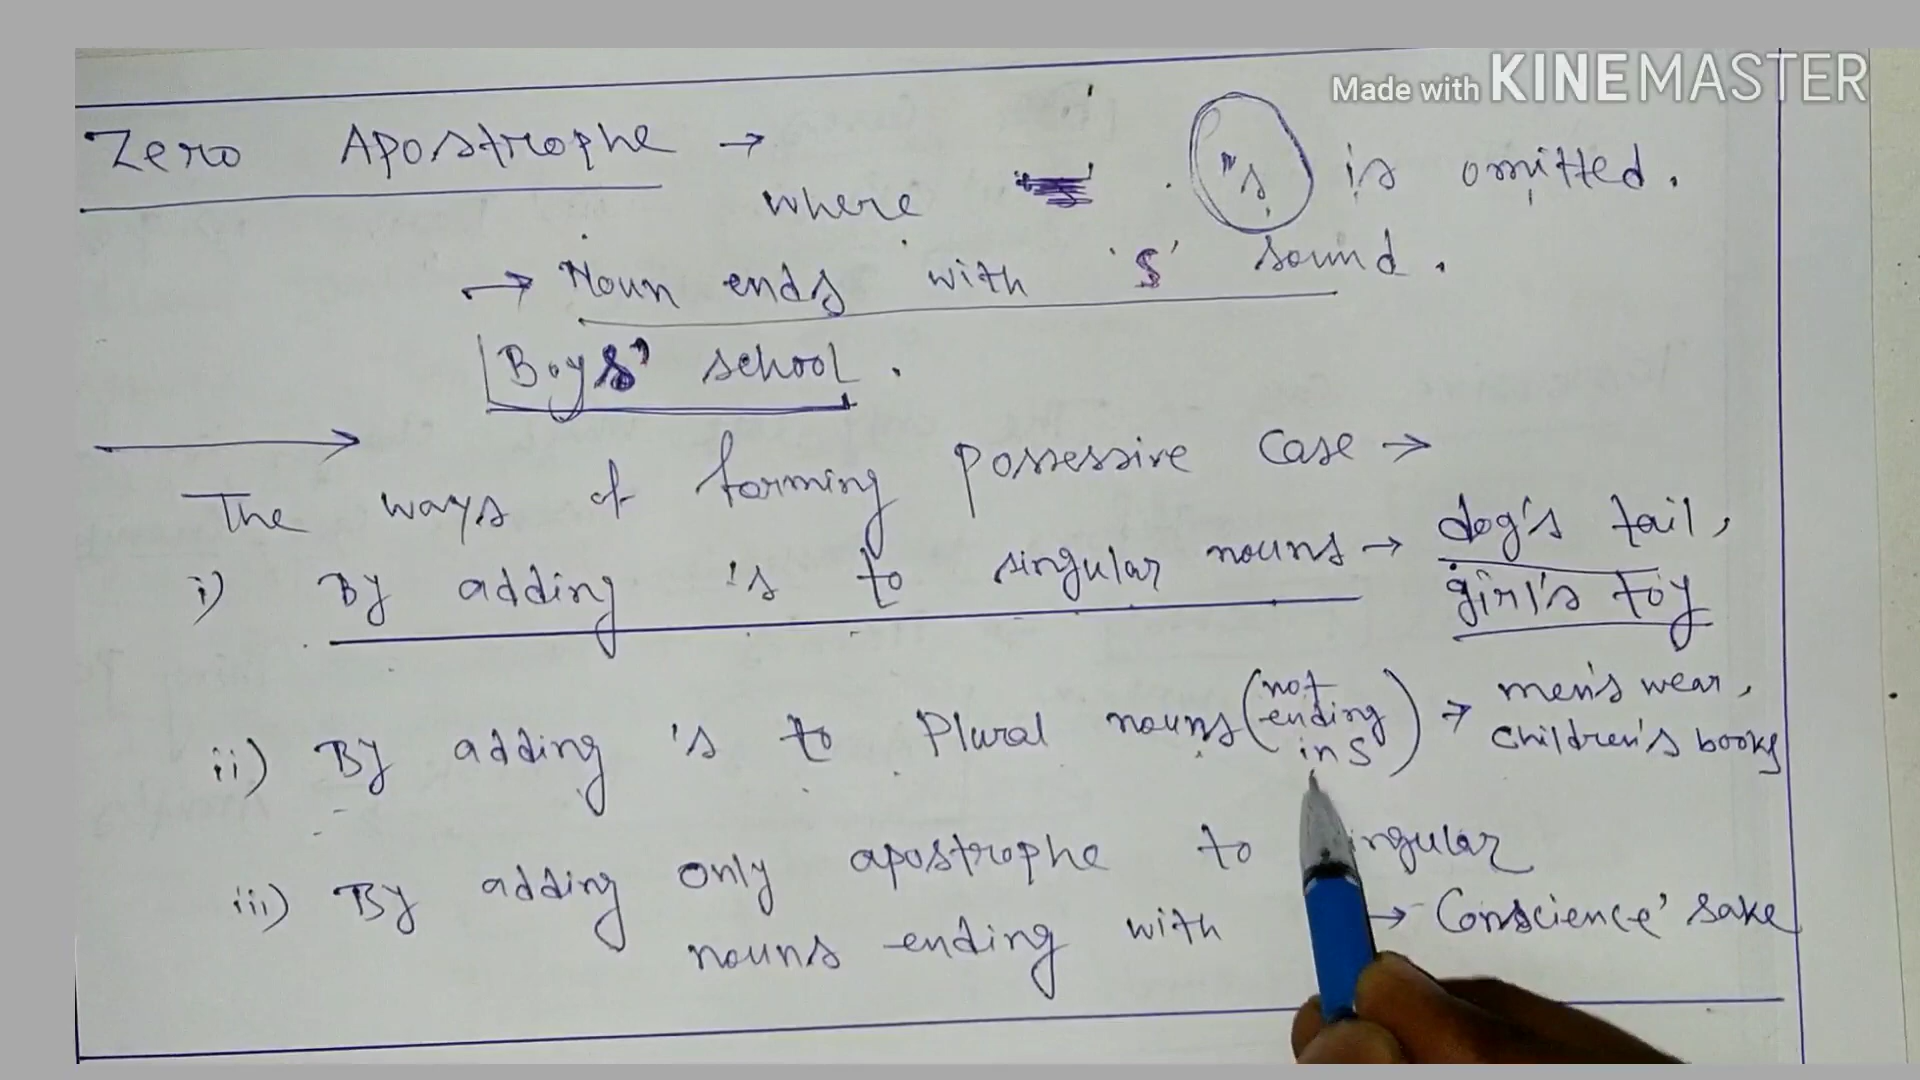 Made with KINEMASTER
Zero Apostrophe →
where 's is omitted.
→ Noun ends with 's' sound.
Boys' school.
The ways of forming possessive case →
i) By adding 's to singular nouns → dog's tail,
girl's toy
ii) By adding 's to Plural nouns (not ending in s) → men's wear,
children's books
iii) By adding only apostrophe to
nouns ending with → Conscience' sake